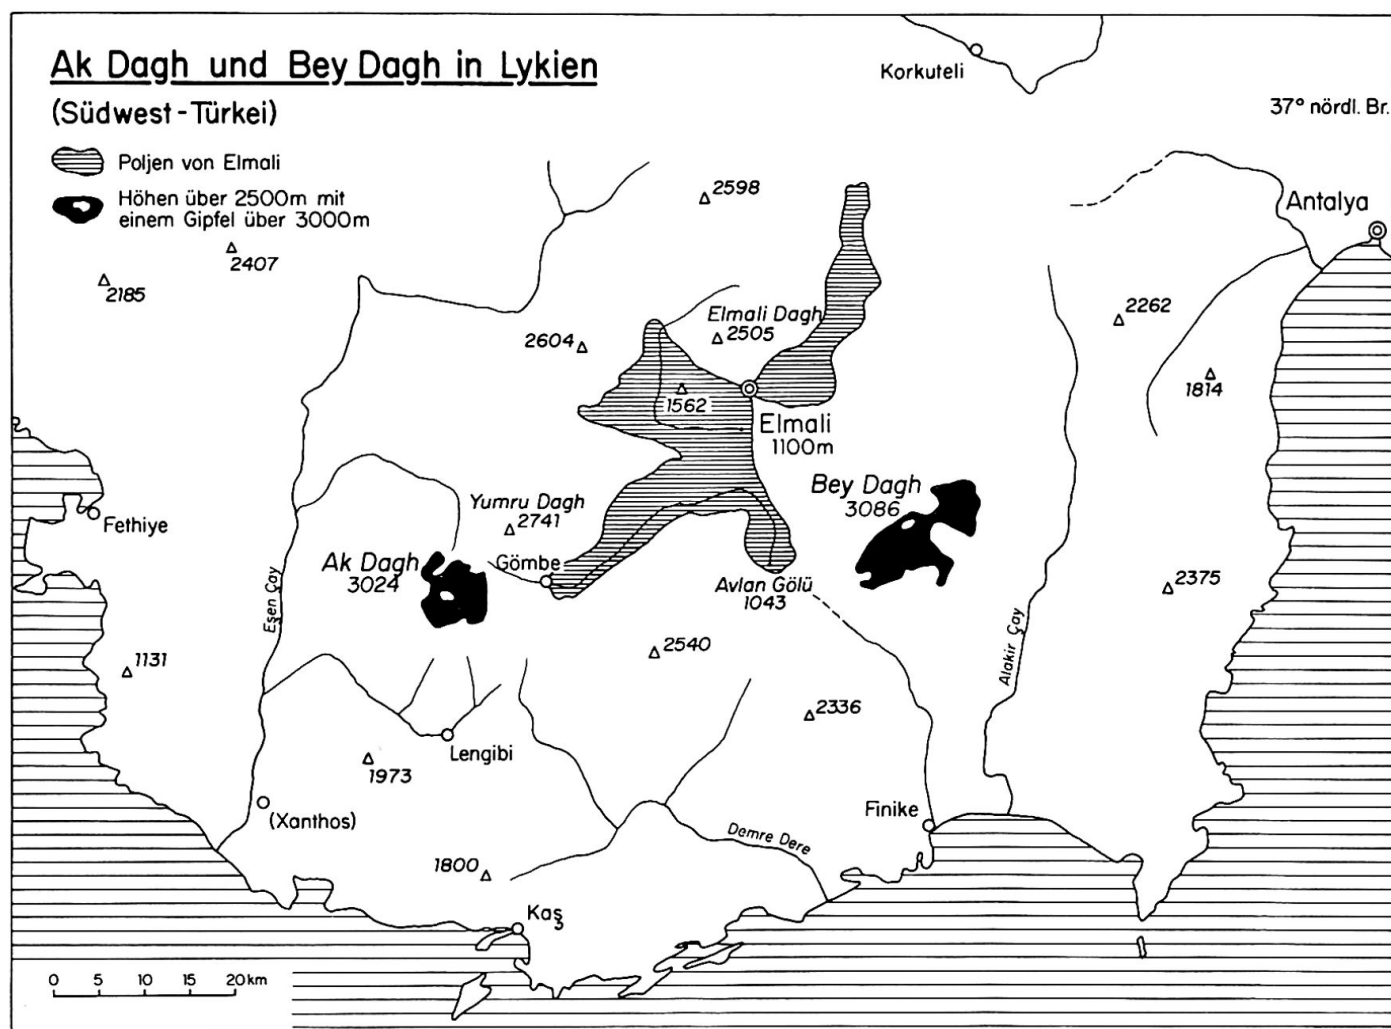 Ak Dagh und Bey Dagh in Lykien
(Südwest-Türkei)
Poljen von Elmali
Höhen über 2500m mit
einem Gipfel über 3000m
Korkuteli
37° nördl. Br.
2598
Antalya
2407
2185
Elmali Dagh
2505
2262
2604
1562
1814
Elmali
1100m
Bey Dagh
3086
Yumru Dagh
2741
Fethiye
Ak Dagh
3024
Gömbe
Avlan Gölü
1043
2375
Eşen Çay
Alakir Çay
1131
2540
2336
Lengibi
1973
(Xanthos)
Finike
Demre Dere
1800
Kaş
0 5 10 15 20km